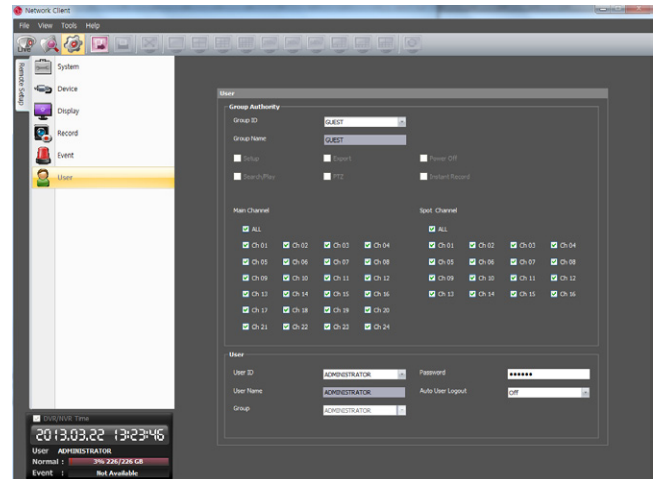 Network Client
File View Tools Help
Live
Remote Setup
System
Device
Display
Record
Event
User
User
Group Authority
Group ID GUEST
Group Name GUEST
Setup Export Power Off
Search/Play PTZ Instant Record
Main Channel Spot Channel
ALL ALL
Ch 01 Ch 02 Ch 03 Ch 04 Ch 01 Ch 02 Ch 03 Ch 04
Ch 05 Ch 06 Ch 07 Ch 08 Ch 05 Ch 06 Ch 07 Ch 08
Ch 09 Ch 10 Ch 11 Ch 12 Ch 09 Ch 10 Ch 11 Ch 12
Ch 13 Ch 14 Ch 15 Ch 16 Ch 13 Ch 14 Ch 15 Ch 16
Ch 17 Ch 18 Ch 19 Ch 20
Ch 21 Ch 22 Ch 23 Ch 24
User
User ID ADMINISTRATOR Password ••••••
User Name ADMINISTRATOR Auto User Logout Off
Group ADMINISTRATOR
DVR/NVR Time
2013.03.22 13:23:46
User ADMINISTRATOR
Normal : 3% 226/226 GB
Event : Not Available